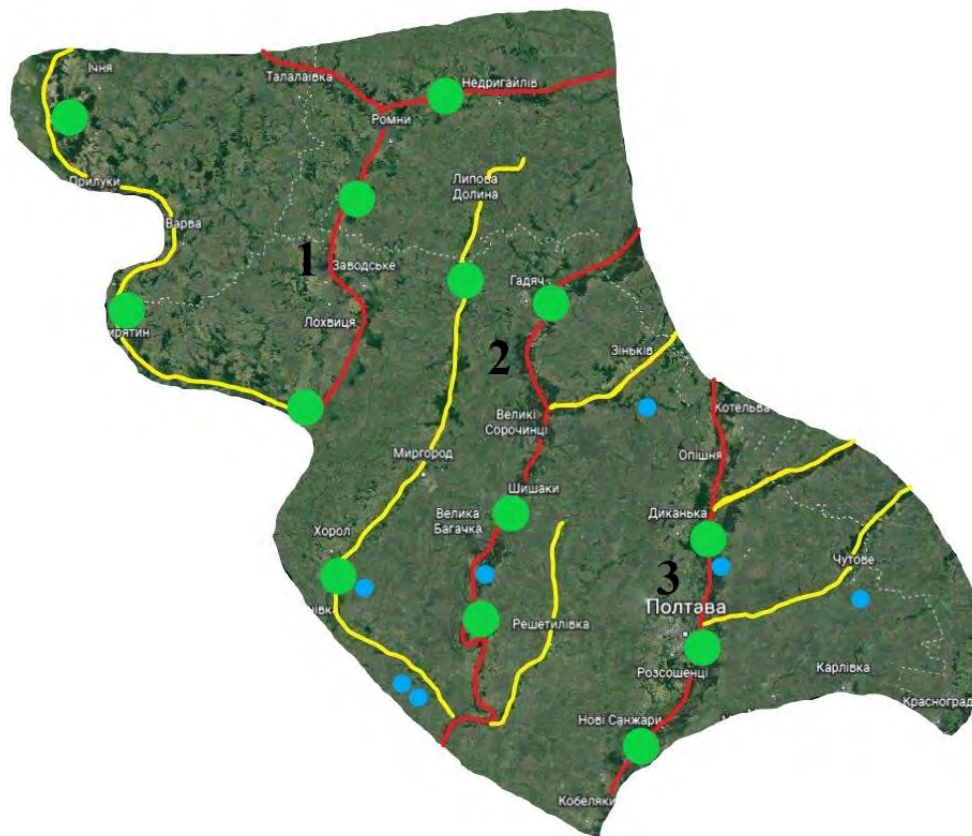 Ічня
Талалаївка
Недригайлів
Ромни
Прилуки
Липова
Долина
Варва
1
Заводське
Гадяч
Лохвиця
2
Зіньків
Великі
Сорочинці
Котельва
Опішня
Миргород
Шишаки
Велика
Багачка
Диканька
Хорол
3
Чутове
Полтава
Решетилівка
Розсошенці
Карлівка
Красноград
Нові Санжари
Кобеляки